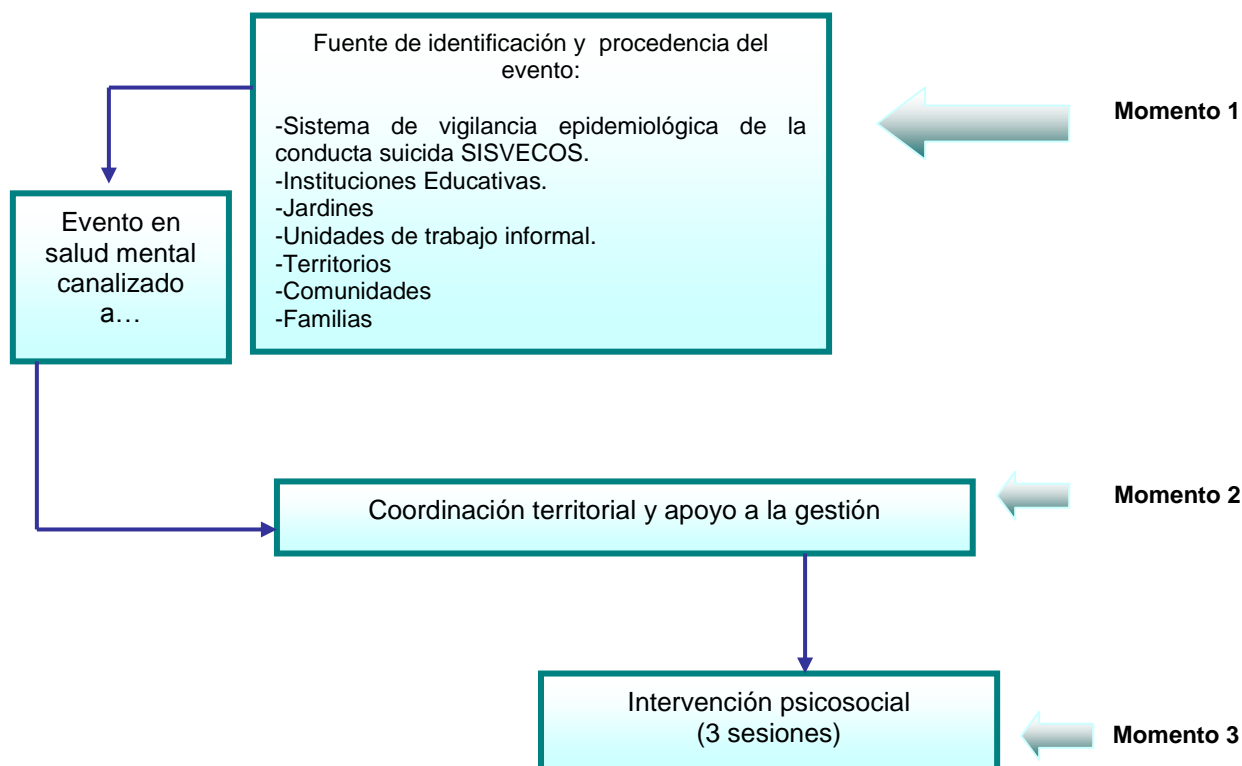 Fuente de identificación y procedencia del
evento:
-Sistema de vigilancia epidemiológica de la
conducta suicida SISVECOS.
-Instituciones Educativas.
-Jardines
-Unidades de trabajo informal.
-Territorios
-Comunidades
-Familias
Momento 1
Evento en
salud mental
canalizado
a…
Coordinación territorial y apoyo a la gestión
Momento 2
Intervención psicosocial
(3 sesiones)
Momento 3